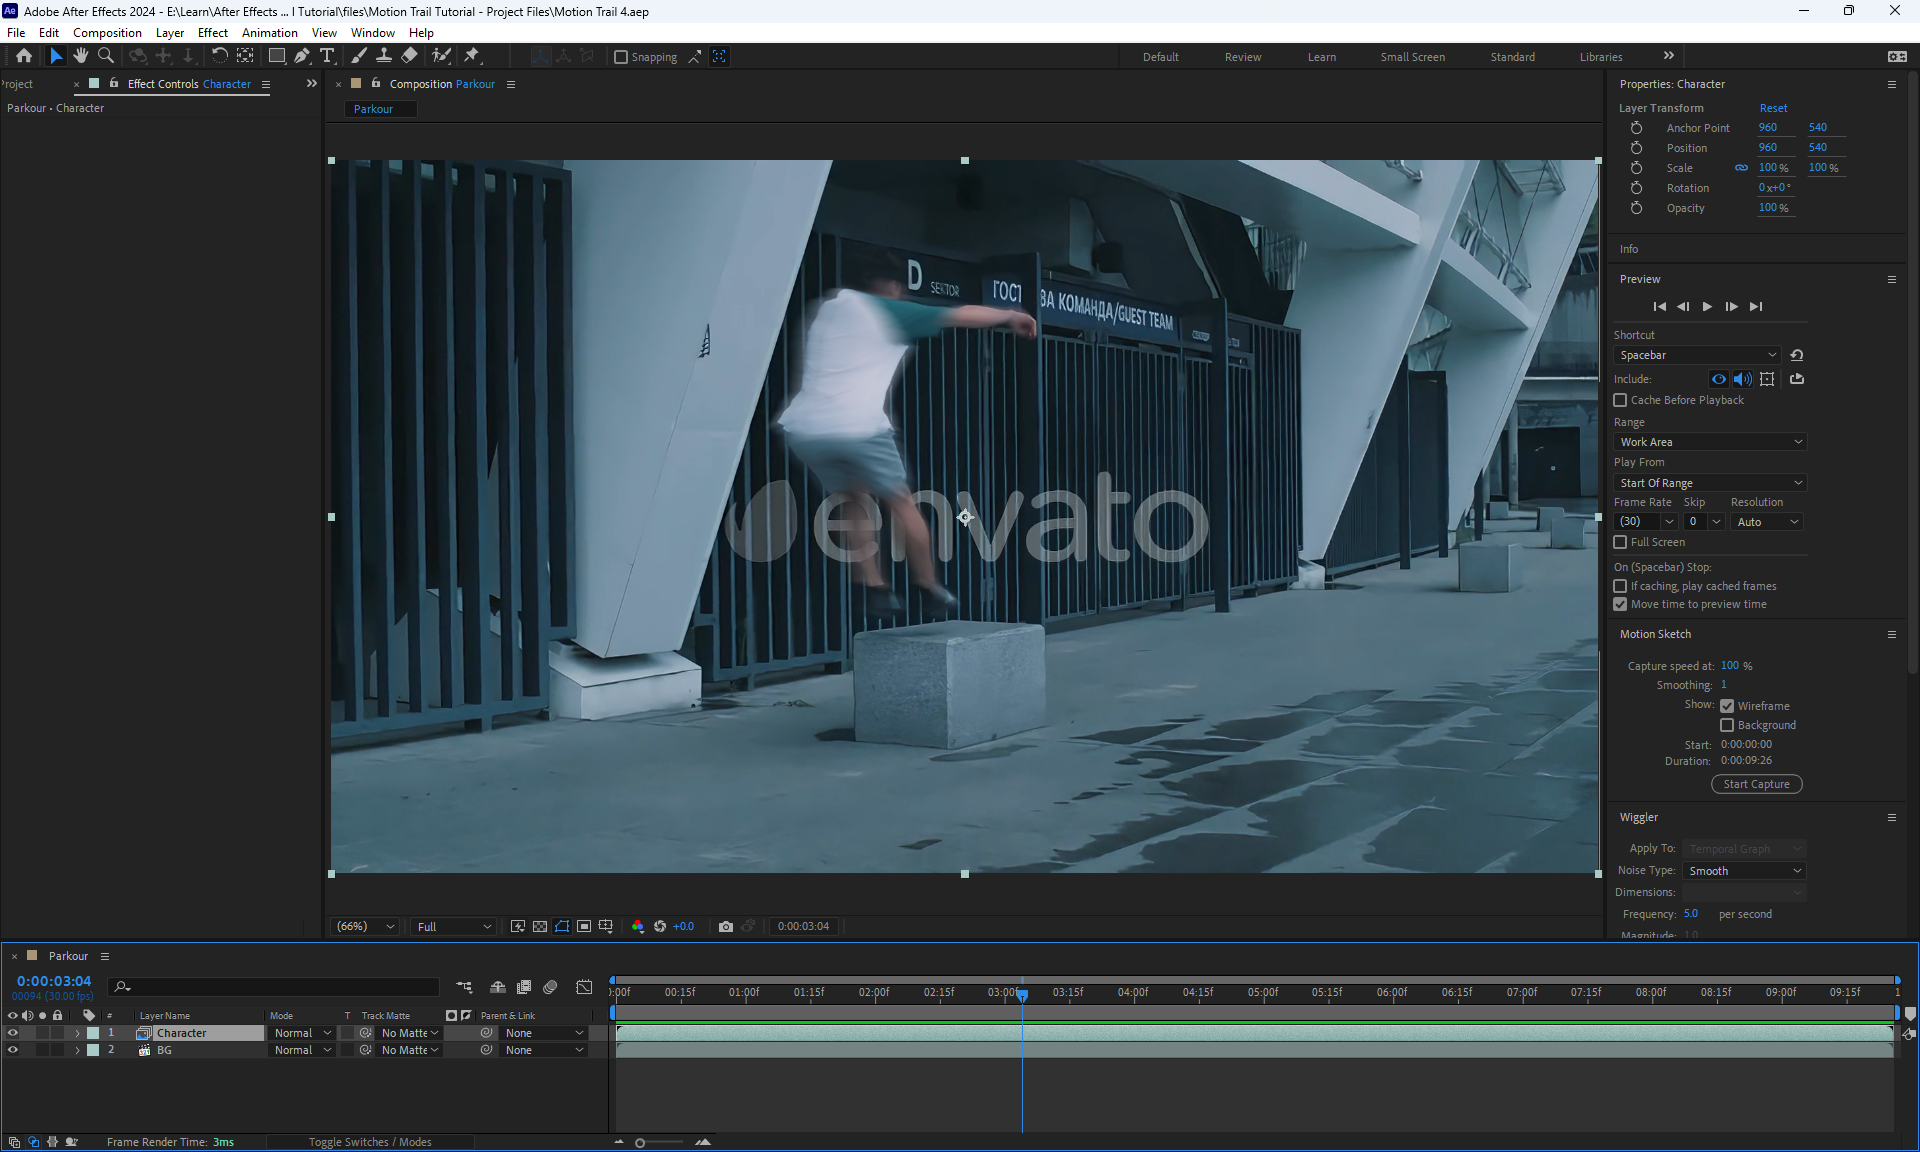 Adobe After Effects 2024 - E:\Learn\After Effects ... l Tutorial\files\Motion Trail Tutorial - Project Files\Motion Trail 4.aep
File Edit Composition Layer Effect Animation View Window Help
Snapping
Default Review Learn Small Screen Standard Libraries
roject
Effect Controls Character
Composition Parkour
Properties: Character
Parkour • Character
Parkour
Layer Transform Reset
Anchor Point 960 540
Position 960 540
Scale 100 % 100 %
Rotation 0 x+0 °
Opacity 100 %
Info
Preview
Shortcut
Spacebar
Include:
Cache Before Playback
Range
Work Area
Play From
Start Of Range
Frame Rate Skip Resolution
(30) 0 Auto
Full Screen
On (Spacebar) Stop:
If caching, play cached frames
Move time to preview time
Motion Sketch
Capture speed at: 100 %
Smoothing: 1
Show: Wireframe
Background
Start: 0:00:00:00
Duration: 0:00:09:26
Start Capture
Wiggler
Apply To: Temporal Graph
Noise Type: Smooth
Dimensions:
Frequency: 5.0 per second
Magnitude: 1.0
D SEKTOR
ГОСТ ВА КОМАНДА/GUEST TEAM
envato
(66%) Full +0.0 0:00:03:04
Parkour
0:00:03:04
00094 (30.00 fps)
):00f 00:15f 01:00f 01:15f 02:00f 02:15f 03:00f 03:15f 04:00f 04:15f 05:00f 05:15f 06:00f 06:15f 07:00f 07:15f 08:00f 08:15f 09:00f 09:15f 1
# Layer Name Mode T Track Matte Parent & Link
1 Character Normal No Matte None
2 BG Normal No Matte None
Frame Render Time: 3ms Toggle Switches / Modes